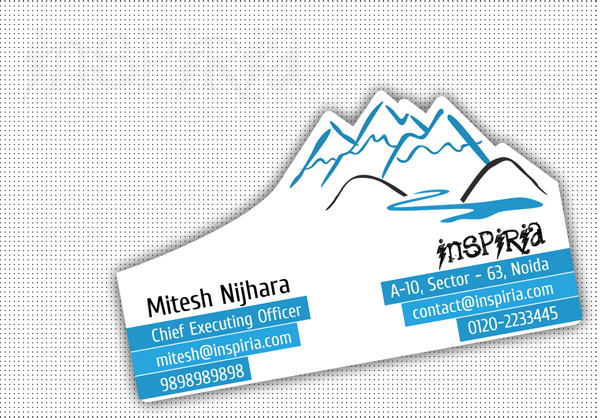 inspiria
inspiria
Mitesh Nijhara
Chief Executing Officer
mitesh@inspiria.com
9898989898
A-10, Sector - 63, Noida
contact@inspiria.com
0120-2233445